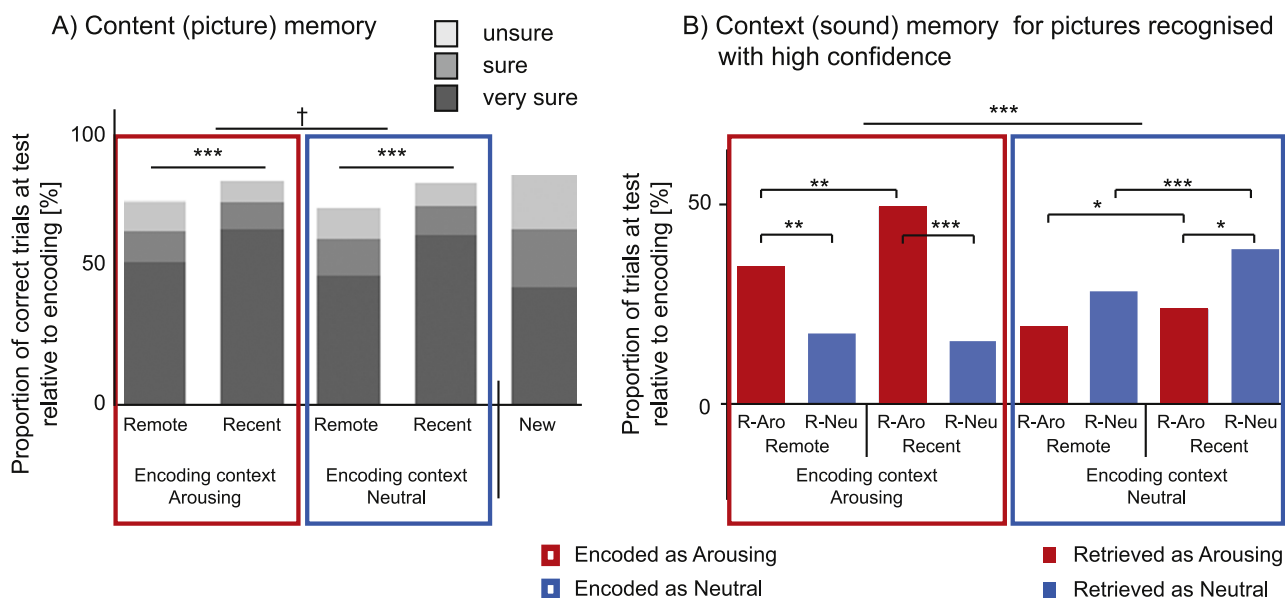 A) Content (picture) memory
unsure
sure
very sure
†
***
***
100
50
0
Proportion of correct trials at test
relative to encoding [%]
Remote Recent Remote Recent New
Encoding context
Arousing
Encoding context
Neutral
B) Context (sound) memory for pictures recognised
with high confidence
***
** ***
*
** *** *
50
0
Proportion of trials at test
relative to encoding [%]
R-Aro R-Neu R-Aro R-Neu R-Aro R-Neu R-Aro R-Neu
Remote Recent Remote Recent
Encoding context
Arousing
Encoding context
Neutral
Encoded as Arousing
Encoded as Neutral
Retrieved as Arousing
Retrieved as Neutral